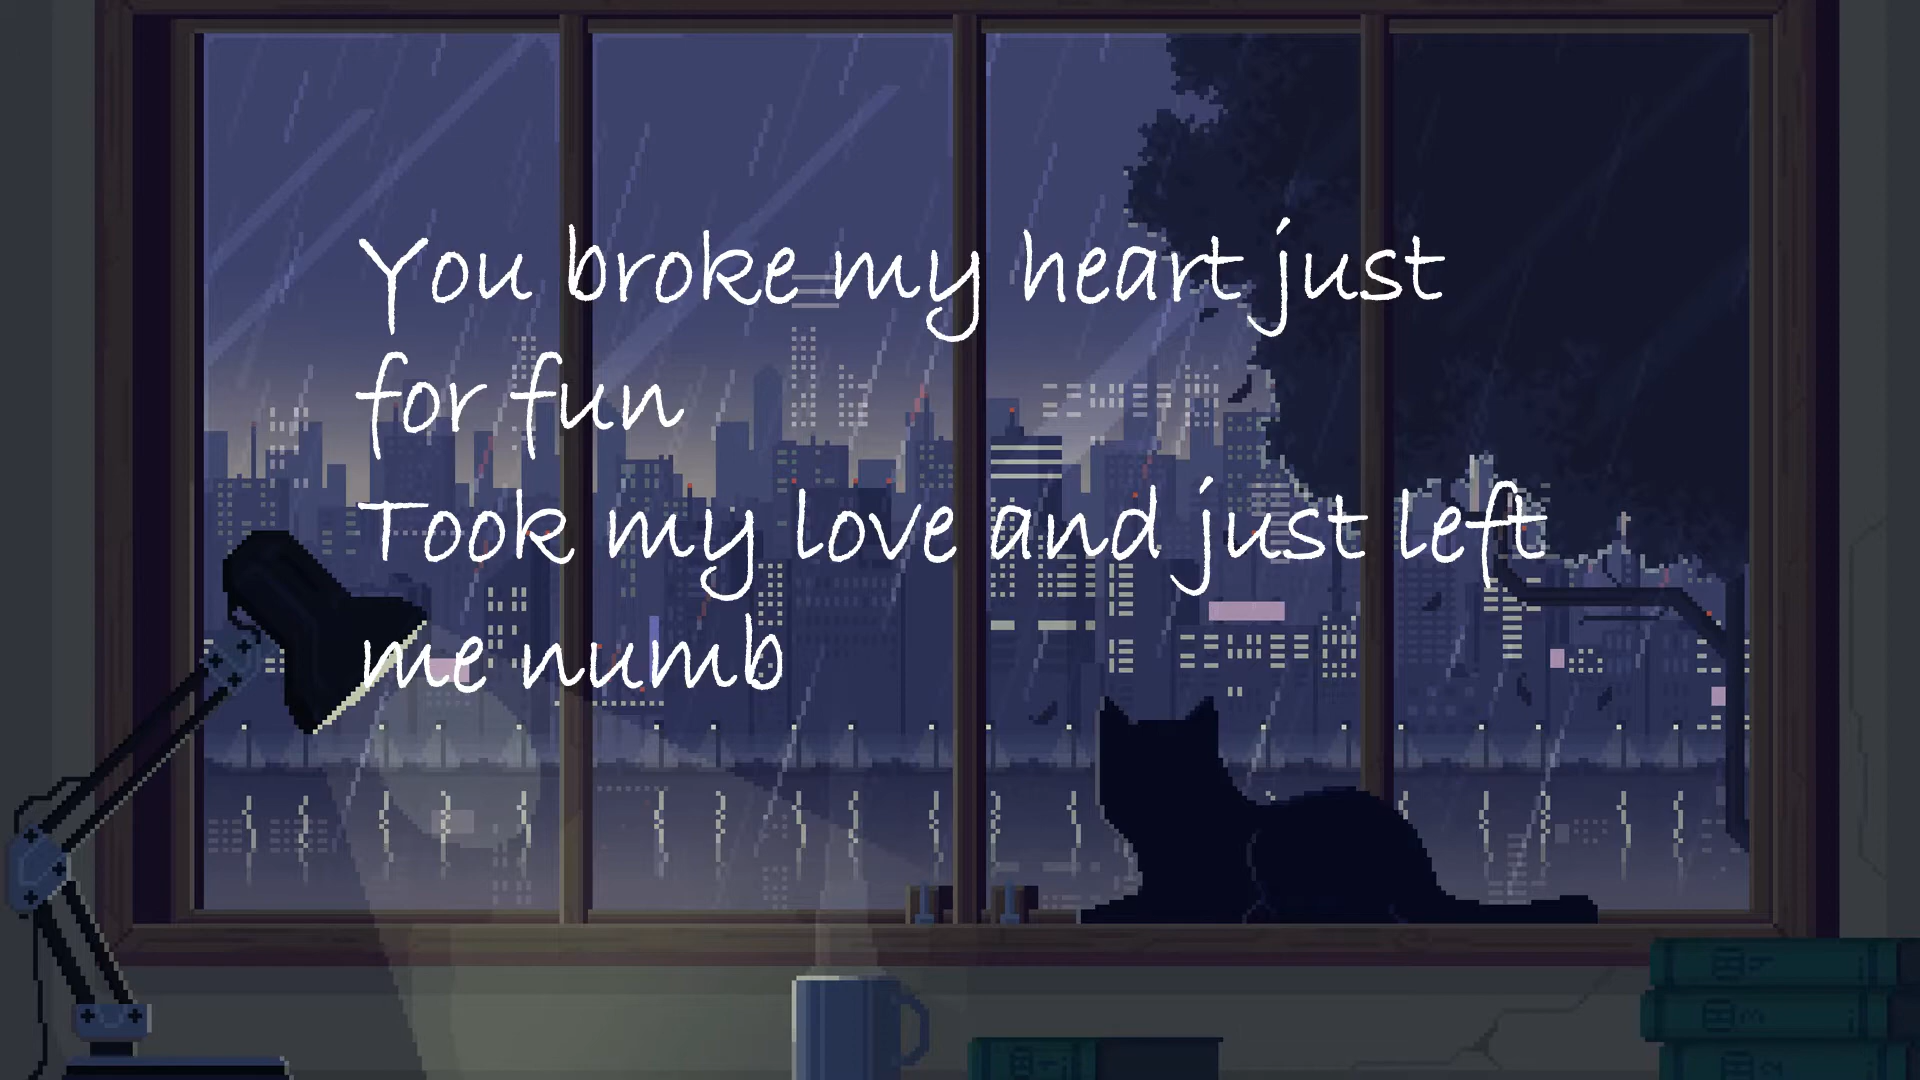 You broke my heart just
for fun
Took my love and just left
me numb